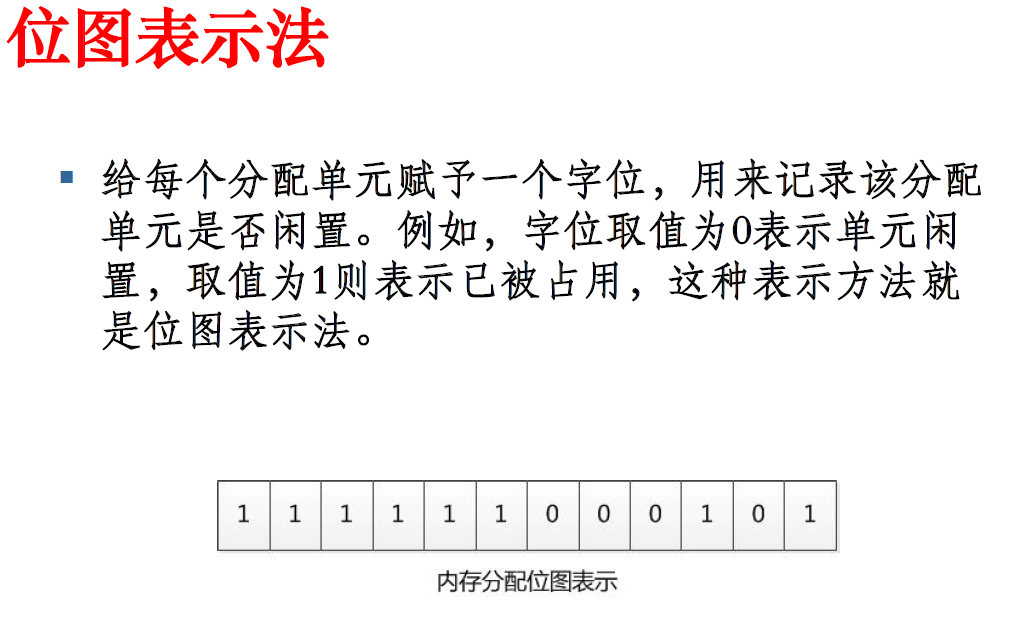 位图表示法
给每个分配单元赋予一个字位，用来记录该分配
单元是否闲置。例如，字位取值为0表示单元闲
置，取值为1则表示已被占用，这种表示方法就
是位图表示法。
1 1 1 1 1 1 0 0 0 1 0 1
内存分配位图表示